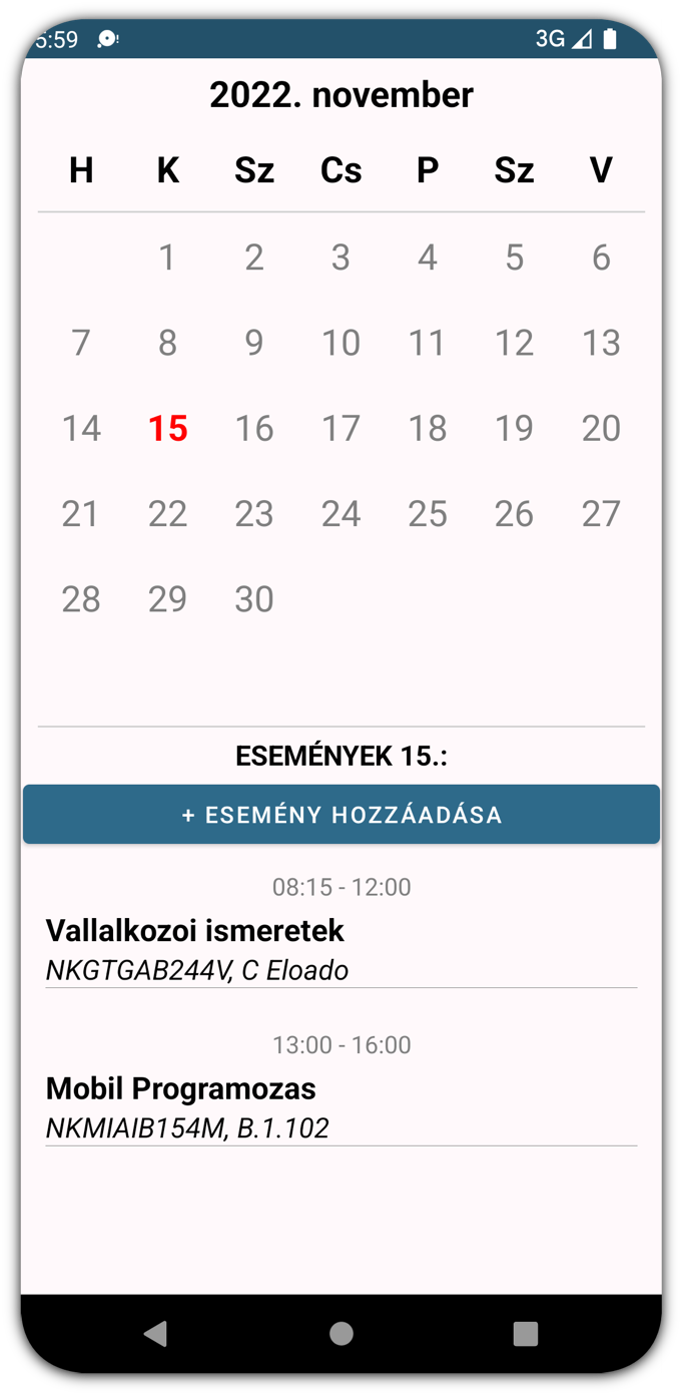 5:59 3G
2022. november
H K Sz Cs P Sz V
1 2 3 4 5 6
7 8 9 10 11 12 13
14 15 16 17 18 19 20
21 22 23 24 25 26 27
28 29 30
ESEMÉNYEK 15.:
+ ESEMÉNY HOZZÁADÁSA
08:15 - 12:00
Vallalkozoi ismeretek
NKGTGAB244V, C Eloado
13:00 - 16:00
Mobil Programozas
NKMIAIB154M, B.1.102